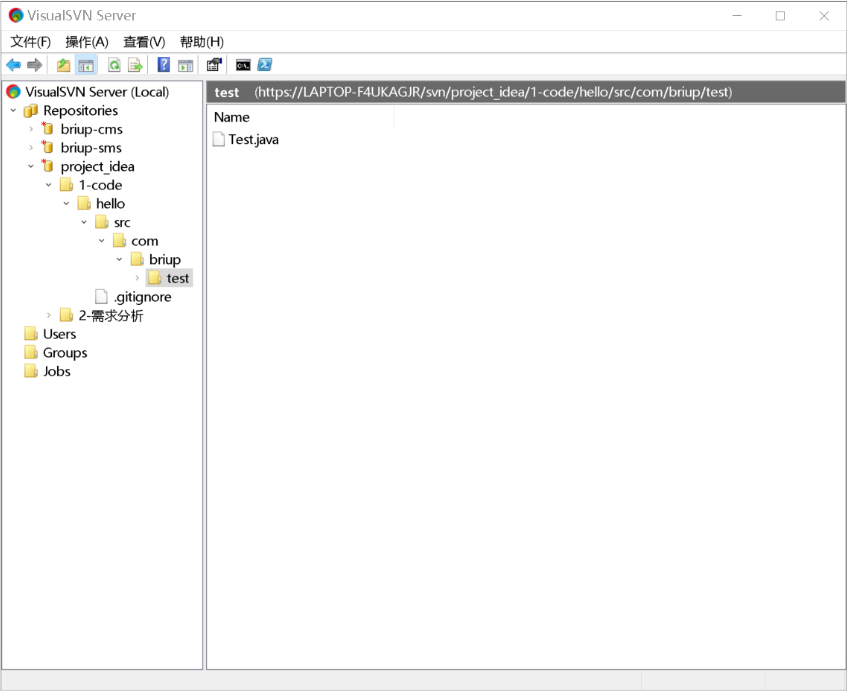 VisualSVN Server
文件(F) 操作(A) 查看(V) 帮助(H)
VisualSVN Server (Local)
Repositories
briup-cms
briup-sms
project_idea
1-code
hello
src
com
briup
test
.gitignore
2-需求分析
Users
Groups
Jobs
test (https://LAPTOP-F4UKAGJR/svn/project_idea/1-code/hello/src/com/briup/test)
Name
Test.java